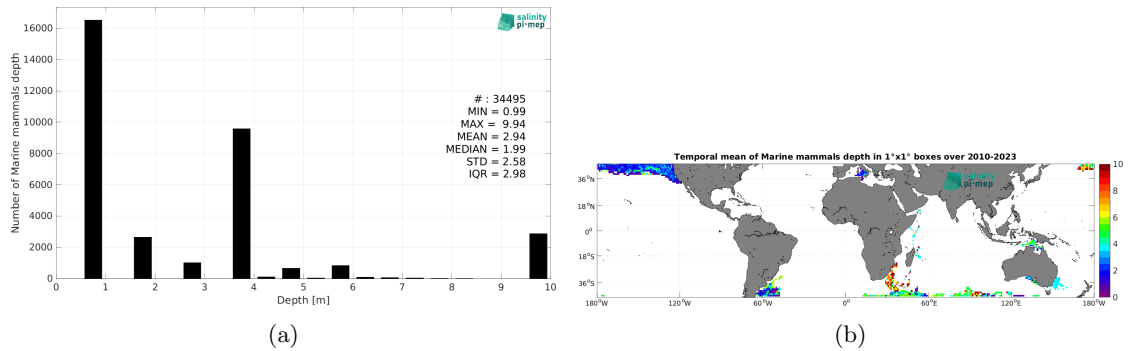 salinity
pi-mep
Number of Marine mammals depth
16000
14000
12000
10000
8000
6000
4000
2000
0
# : 34495
MIN = 0.99
MAX = 9.94
MEAN = 2.94
MEDIAN = 1.99
STD = 2.58
IQR = 2.98
0 1 2 3 4 5 6 7 8 9 10
Depth [m]
(a)
Temporal mean of Marine mammals depth in 1°x1° boxes over 2010-2023
salinity
pi-mep
36°N
18°N
0°
18°S
36°S
180°W 120°W 60°W 0° 60°E 120°E 180°W
10
8
6
4
2
0
(b)